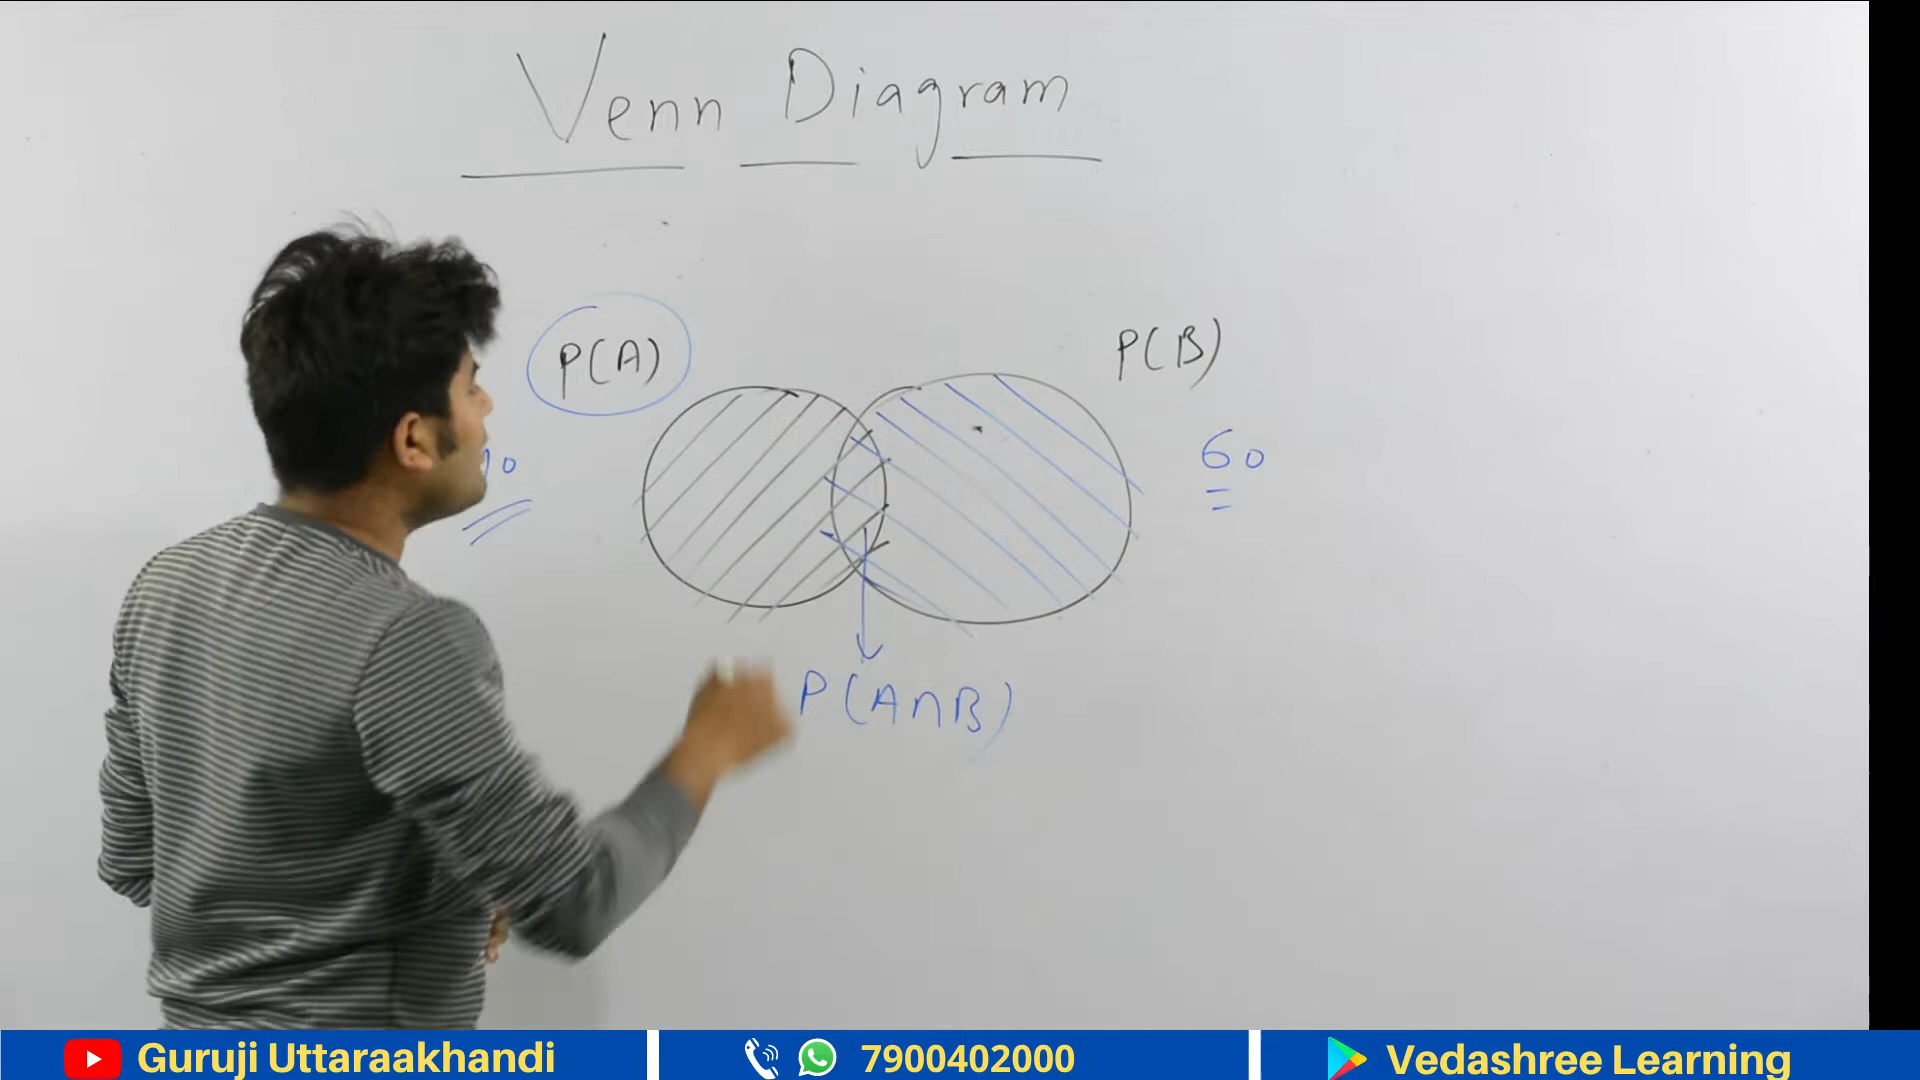 Venn Diagram
P(A)
P(B)
60
P(A∩B)
Guruji Uttaraakhandi
7900402000
Vedashree Learning